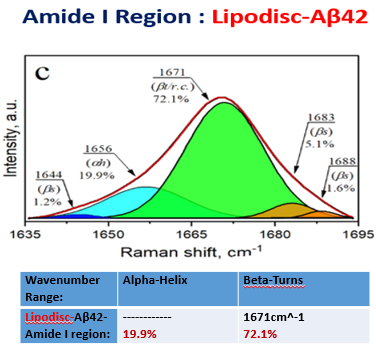 Amide I Region : Lipodisc-Aβ42
C
1671
(βt/r.c.)
72.1%
1656
(αh)
19.9%
1683
(βs)
5.1%
1644
(βs)
1.2%
1688
(βs)
1.6%
Intensity, a.u.
1635 1650 1665 1680 1695
Raman shift, cm-1
Wavenumber Range: Alpha-Helix Beta-Turns
Lipodisc-Aβ42- ------------ 1671cm^-1
Amide I region: 19.9% 72.1%